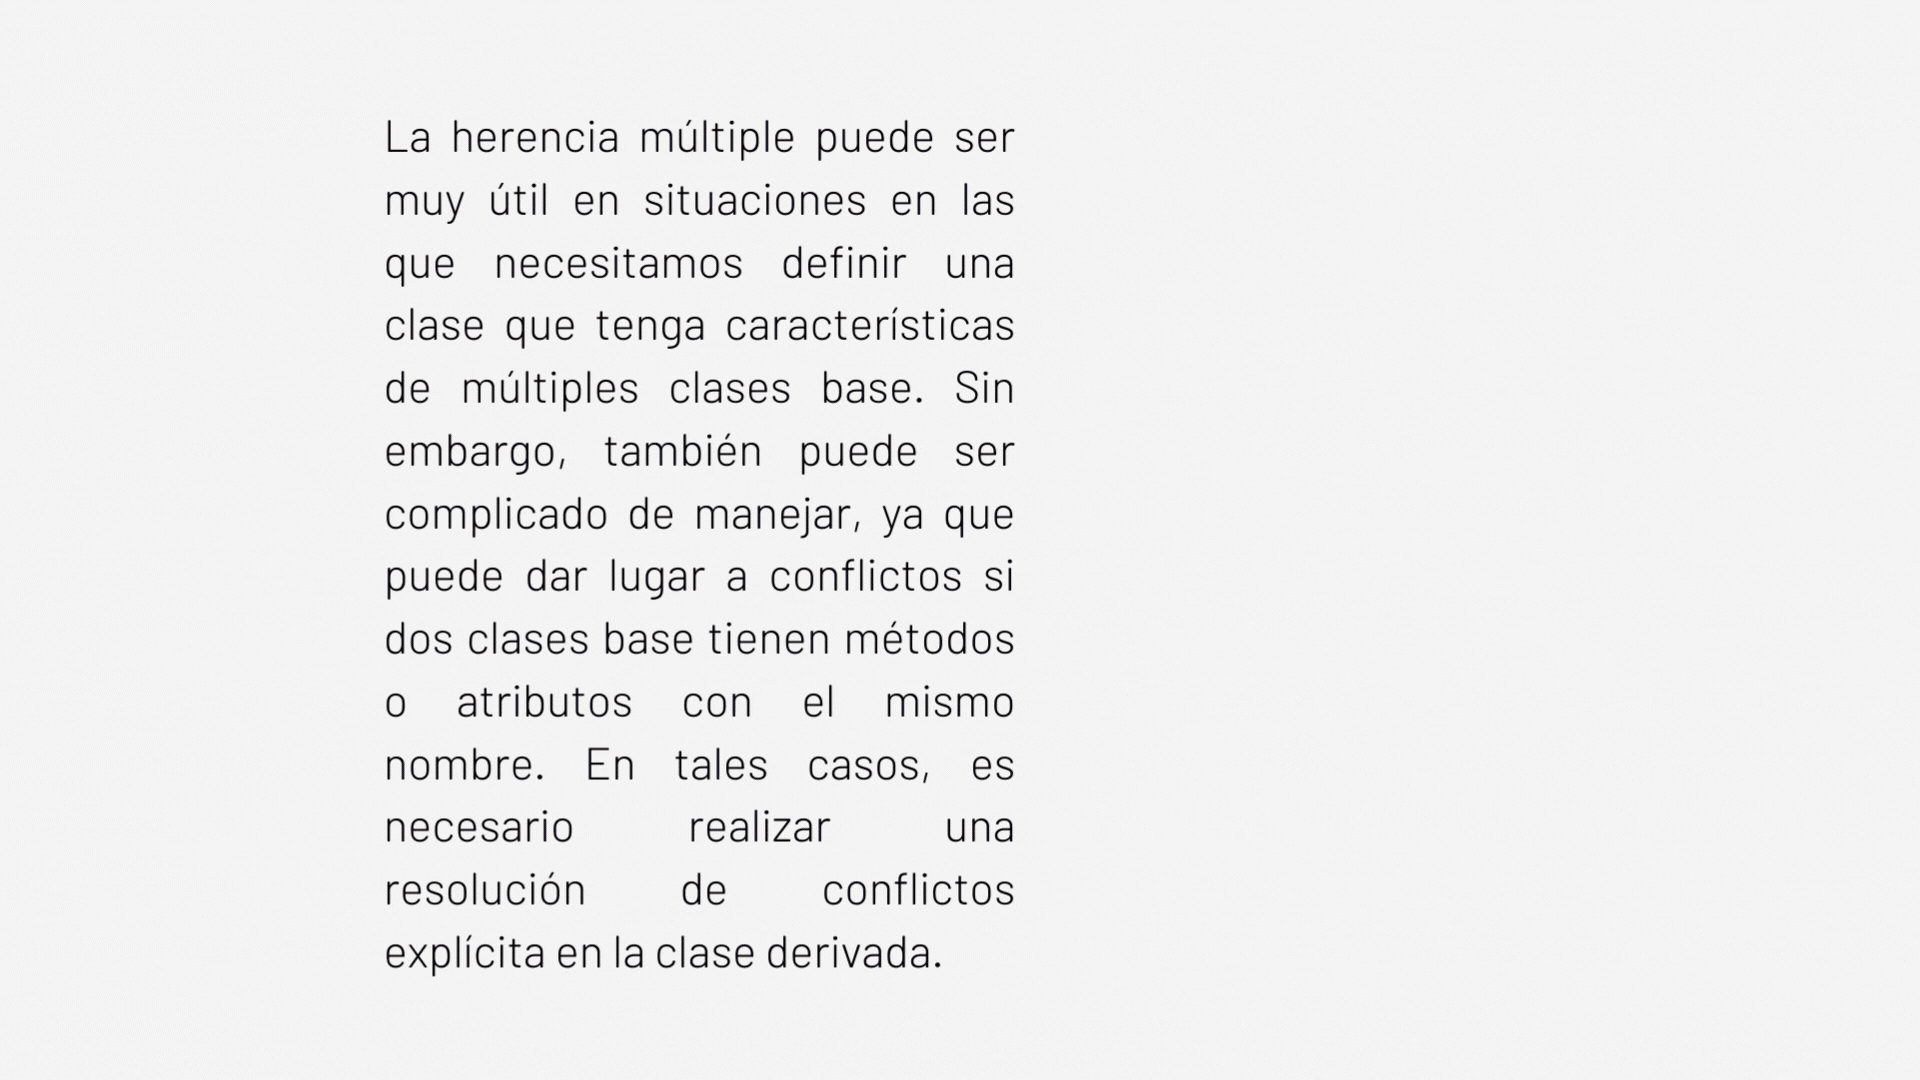 La herencia múltiple puede ser
muy útil en situaciones en las
que necesitamos definir una
clase que tenga características
de múltiples clases base. Sin
embargo, también puede ser
complicado de manejar, ya que
puede dar lugar a conflictos si
dos clases base tienen métodos
o atributos con el mismo
nombre. En tales casos, es
necesario realizar una
resolución de conflictos
explícita en la clase derivada.